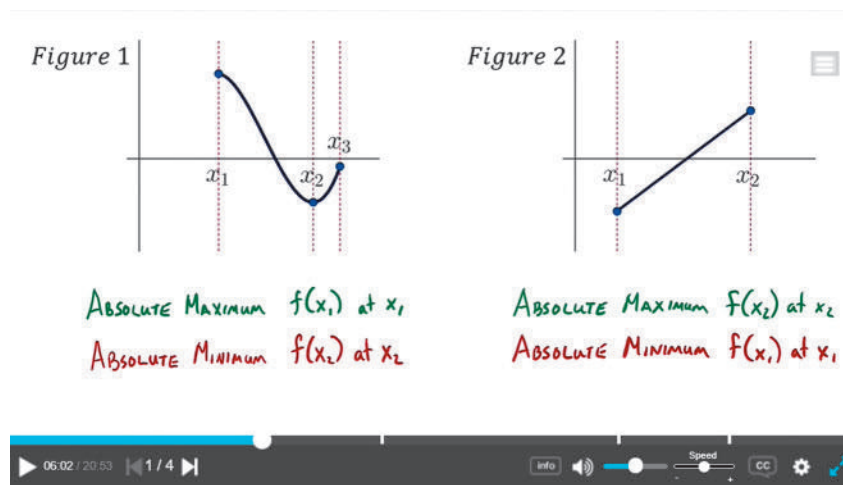 Figure 1
x₃
x₁ x₂
ABSOLUTE MAXIMUM f(x₁) at x₁
ABSOLUTE MINIMUM f(x₂) at x₂
Figure 2
x₁ x₂
ABSOLUTE MAXIMUM f(x₂) at x₂
ABSOLUTE MINIMUM f(x₁) at x₁
06:02 / 20:53 1 / 4 info Speed - + CC